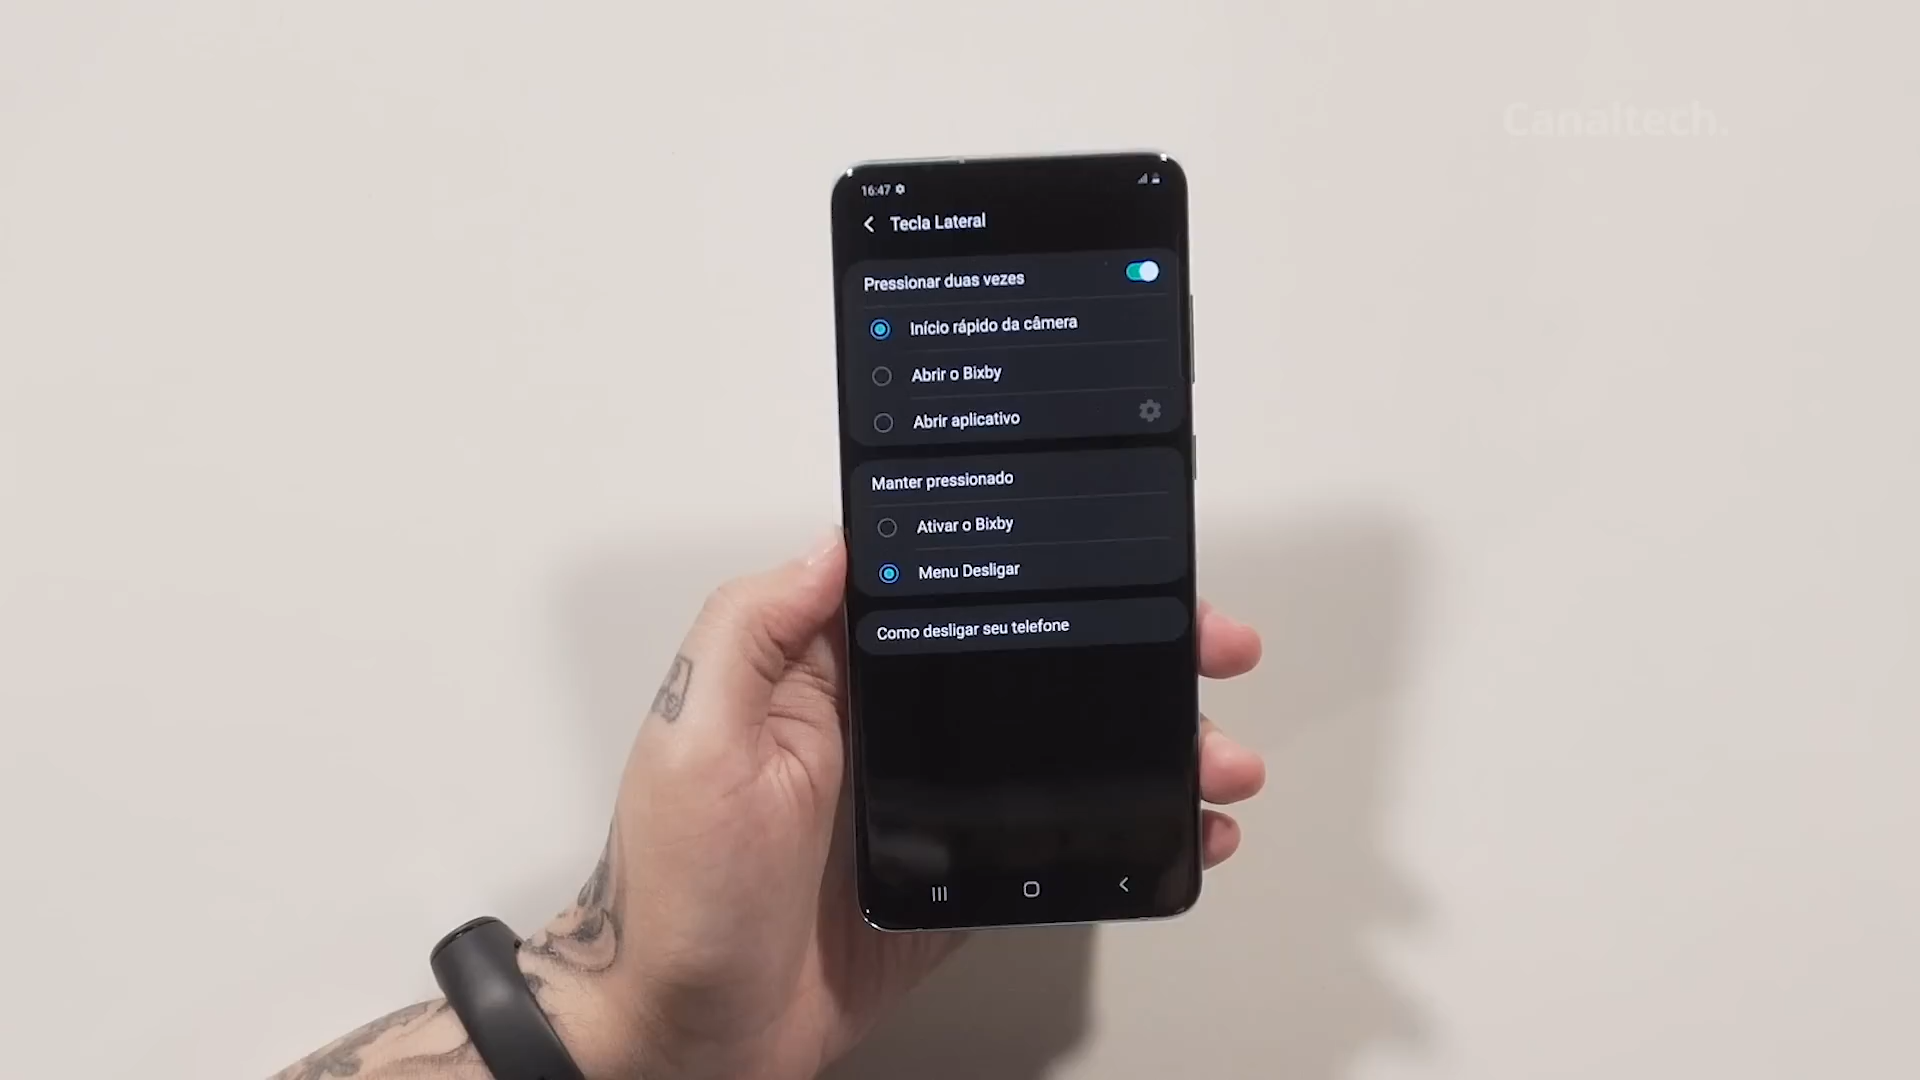 Canaltech.
16:47
Tecla Lateral
Pressionar duas vezes
Início rápido da câmera
Abrir o Bixby
Abrir aplicativo
Manter pressionado
Ativar o Bixby
Menu Desligar
Como desligar seu telefone